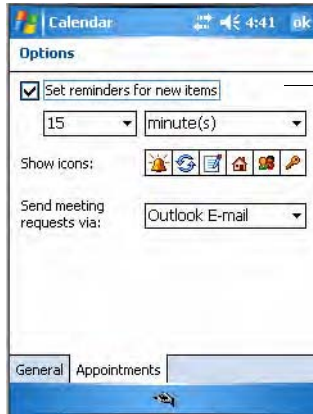 Calendar 4:41 ok
Options
Set reminders for new items
15 minute(s)
Show icons:
Send meeting
requests via: Outlook E-mail
General Appointments